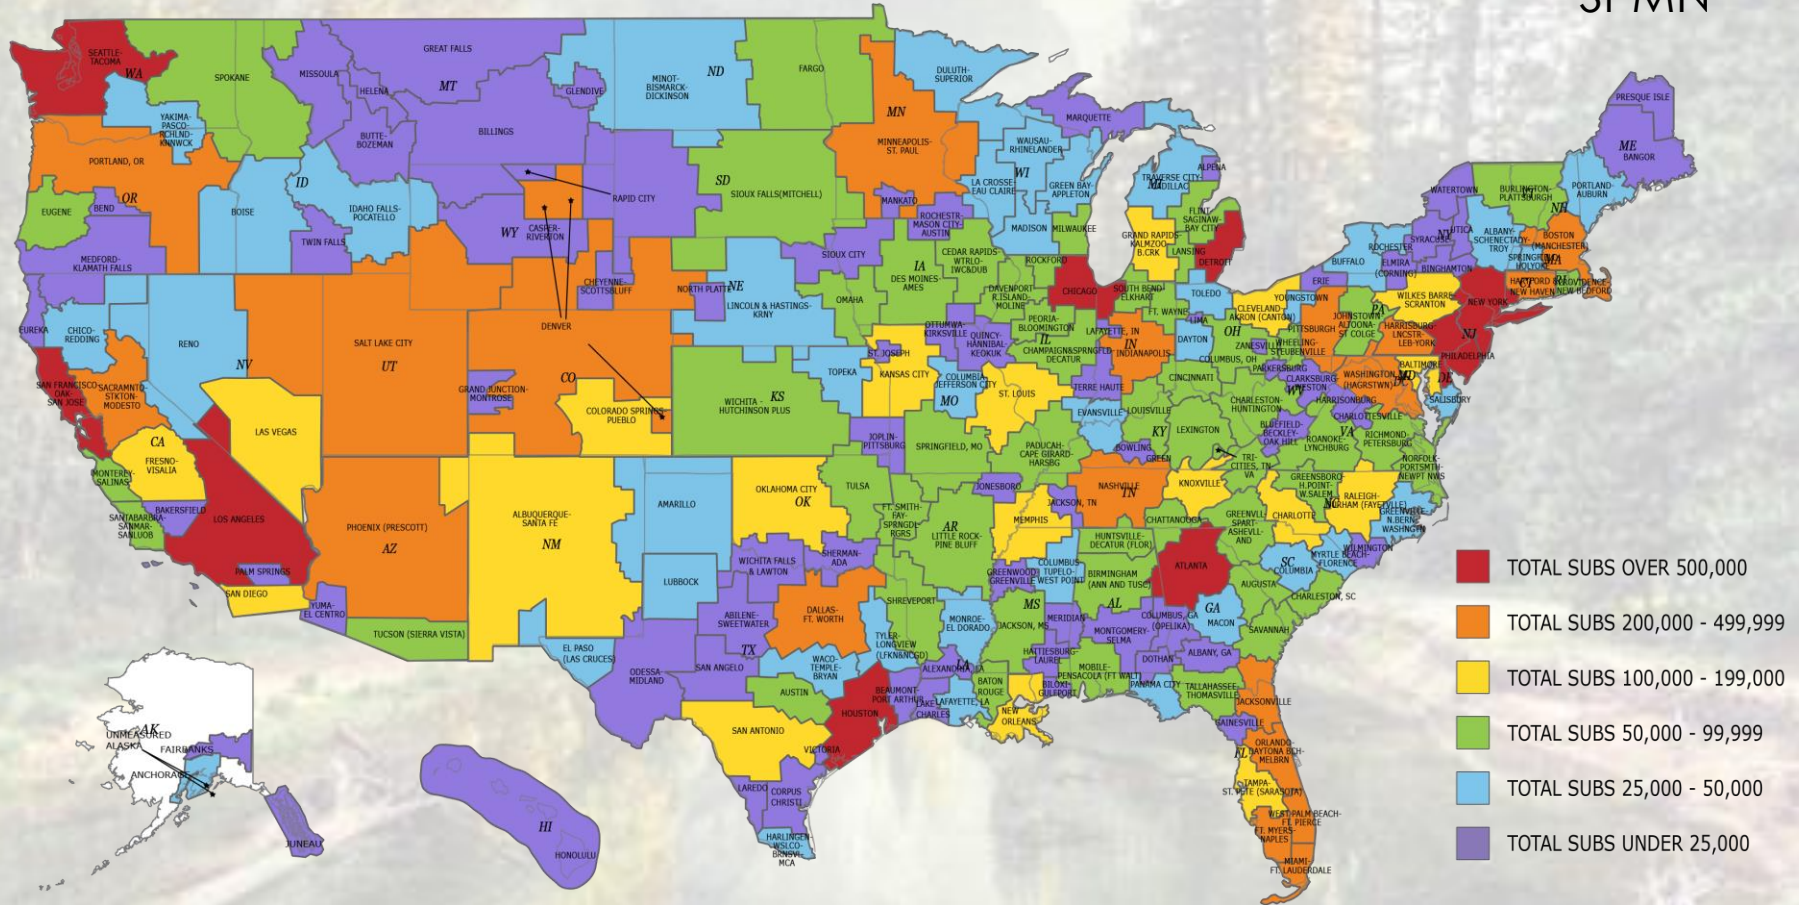 SPMN
SEATTLE-
TACOMA
WA
SPOKANE
YAKIMA-
PASCO-
RCHLND-
KNNWCK
MISSOULA
GREAT FALLS
MT
HELENA
BUTTE-
BOZEMAN
BILLINGS
GLENDIVE
MINOT-
BISMARCK-
DICKINSON
ND
FARGO
MN
MINNEAPOLIS-
ST. PAUL
DULUTH-
SUPERIOR
WAUSAU-
RHINELANDER
WI
LA CROSSE-
EAU CLAIRE
GREEN BAY-
APPLETON
MADISON
MILWAUKEE
MARQUETTE
TRAVERSE CITY-
CADILLAC
ALPENA
GRAND RAPIDS-
KALMZOO-
B.CRK
FLINT-
SAGINAW-
BAY CITY
LANSING
DETROIT
PORTLAND, OR
OR
EUGENE
BEND
MEDFORD-
KLAMATH FALLS
BOISE
ID
IDAHO FALLS-
POCATELLO
TWIN FALLS
WY
CASPER-
RIVERTON
RAPID CITY
SD
SIOUX FALLS(MITCHELL)
MANKATO
ROCHESTR-
MASON CITY-
AUSTIN
SIOUX CITY
CHEYENNE-
SCOTTSBLUFF
NORTH PLATTE
NE
LINCOLN & HASTINGS-
KRNY
OMAHA
IA
DES MOINES-
AMES
CEDAR RAPIDS-
WTRLO-
IWC&DUB
DAVENPORT-
R.ISLAND-
MOLINE
ROCKFORD
CHICAGO
SOUTH BEND-
ELKHART
FT. WAYNE
TOLEDO
LIMA
PEORIA-
BLOOMINGTON
IL
CHAMPAIGN&SPRNGFLD-
DECATUR
LAFAYETTE, IN
IN
INDIANAPOLIS
TERRE HAUTE
DAYTON
OH
COLUMBUS, OH
ZANESVILLE
CLEVELAND-
AKRON (CANTON)
YOUNGSTOWN
WHEELING-
STEUBENVILLE
PITTSBURGH
ERIE
JOHNSTOWN-
ALTOONA-
ST COLGE
PA
HARRISBURG-
LNCSTR-
LEB-YORK
WILKES BARRE-
SCRANTON
BUFFALO
ROCHESTER
ELMIRA
(CORNING)
SYRACUSE
NY
UTICA
BINGHAMTON
WATERTOWN
ALBANY-
SCHENECTADY-
TROY
BURLINGTON-
PLATTSBURGH
NH
PORTLAND-
AUBURN
PRESQUE ISLE
ME
BANGOR
BOSTON
(MANCHESTER)
MA
SPRINGFLD-
HOLYOKE
HARTFORD &
NEW HAVEN
PROVIDENCE-
NEW BEDFORD
NEW YORK
NJ
PHILADELPHIA
BALTIMORE
DE
SALISBURY
WASHINGTON
(HAGRSTWN)
EUREKA
CHICO-
REDDING
RENO
NV
SACRAMNTO-
STKTON-
MODESTO
SAN FRANCISCO-
OAK-
SAN JOSE
CA
FRESNO-
VISALIA
MONTEREY-
SALINAS
BAKERSFIELD
SANTABARBRA-
SANMAR-
SANLUOB
LOS ANGELES
PALM SPRINGS
SAN DIEGO
LAS VEGAS
YUMA-
EL CENTRO
SALT LAKE CITY
UT
DENVER
CO
GRAND JUNCTION-
MONTROSE
COLORADO SPRINGS-
PUEBLO
WICHITA -
HUTCHINSON PLUS
KS
TOPEKA
ST. JOSEPH
KANSAS CITY
OTTUMWA-
KIRKSVILLE
QUINCY-
HANNIBAL-
KEOKUK
COLUMBIA-
JEFFERSON CITY
MO
ST. LOUIS
JOPLIN-
PITTSBURG
SPRINGFIELD, MO
PADUCAH-
CAPE GIRARD-
HARSBG
EVANSVILLE
LOUISVILLE
KY
LEXINGTON
BOWLING
GREEN
CINCINNATI
CHARLESTON-
HUNTINGTON
PARKERSBURG
CLARKSBURG-
WESTON
WV
BLUEFIELD-
BECKLEY-
OAK HILL
HARRISONBURG
CHARLOTTESVILLE
VA
ROANOKE-
LYNCHBURG
RICHMOND-
PETERSBURG
NORFOLK-
PORTSMTH-
NEWPT NWS
PHOENIX (PRESCOTT)
AZ
TUCSON (SIERRA VISTA)
ALBUQUERQUE-
SANTA FE
NM
AMARILLO
LUBBOCK
EL PASO
(LAS CRUCES)
ODESSA
MIDLAND
OKLAHOMA CITY
OK
TULSA
WICHITA FALLS
& LAWTON
SHERMAN-
ADA
ABILENE-
SWEETWATER
TX
SAN ANGELO
DALLAS-
FT. WORTH
WACO-
TEMPLE-
BRYAN
TYLER-
LONGVIEW
(LFKN&NCGD)
AUSTIN
SAN ANTONIO
HOUSTON
VICTORIA
LAREDO
CORPUS
CHRISTI
HARLINGEN-
WSLCO-
BRNSVL-
MCA
BEAUMONT-
PORT ARTHUR
LAKE
CHARLES
FT. SMITH-
FAY-
SPRNGDL-
RGRS
AR
LITTLE ROCK-
PINE BLUFF
JONESBORO
SHREVEPORT
MONROE-
EL DORADO
ALEXANDRIA, LA
LA
LAFAYETTE, LA
BATON
ROUGE
NEW
ORLEANS
MEMPHIS
JACKSON, TN
NASHVILLE
TN
KNOXVILLE
TRI-
CITIES, TN
VA
CHATTANOOGA
GREENWOOD-
GREENVILLE
COLUMBUS-
TUPELO-
WEST POINT
MS
JACKSON, MS
MERIDIAN
HATTIESBURG-
LAUREL
BILOXI-
GULFPORT
HUNTSVILLE-
DECATUR (FLOR)
BIRMINGHAM
(ANN AND TUSC)
AL
MONTGOMERY-
SELMA
MOBILE-
PENSACOLA (FT WALT)
DOTHAN
PANAMA CITY
COLUMBUS, GA
(OPELIKA)
ATLANTA
GA
MACON
ALBANY, GA
AUGUSTA
SAVANNAH
GREENVLL-
SPART-
ASHEVLL-
AND
CHARLOTTE
GREENSBORO-
H.POINT-
W.SALEM
NC
RALEIGH-
DURHAM (FAYETVLLE)
GREENVILLE-
N.BERN-
WASHNGTN
WILMINGTON
SC
COLUMBIA
MYRTLE BEACH-
FLORENCE
CHARLESTON, SC
TALLAHASSEE-
THOMASVILLE
JACKSONVILLE
GAINESVILLE
FL
ORLANDO-
DAYTONA BCH-
MELBRN
TAMPA-
ST. PETE (SARASOTA)
WEST PALM BEACH-
FT. PIERCE
FT. MYERS-
NAPLES
MIAMI-
FT. LAUDERDALE
AK
UNMEASURED
ALASKA
FAIRBANKS
ANCHORAGE
JUNEAU
HI
HONOLULU
TOTAL SUBS OVER 500,000
TOTAL SUBS 200,000 - 499,999
TOTAL SUBS 100,000 - 199,000
TOTAL SUBS 50,000 - 99,999
TOTAL SUBS 25,000 - 50,000
TOTAL SUBS UNDER 25,000